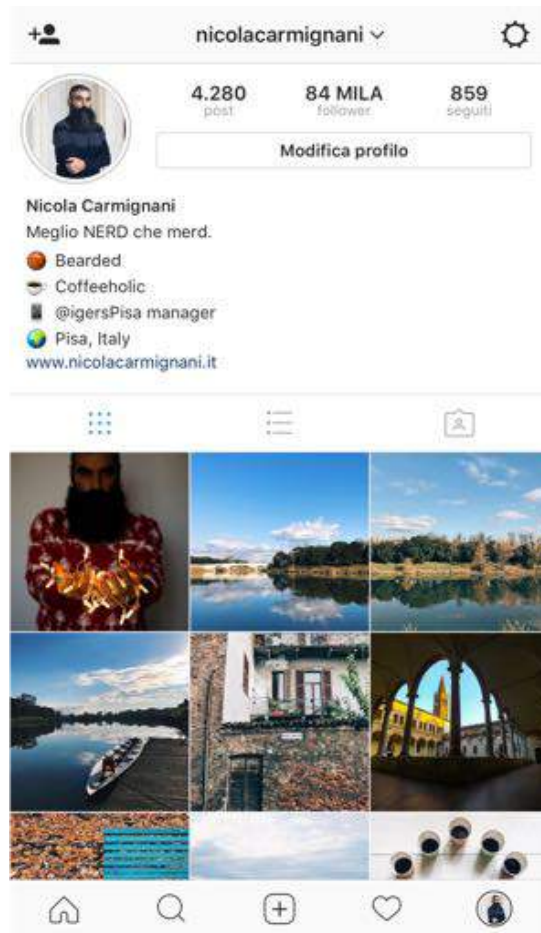 nicolacarmignani
4.280 84 MILA 859
post follower seguiti
Modifica profilo
Nicola Carmignani
Meglio NERD che merd.
Bearded
Coffeeholic
@igersPisa manager
Pisa, Italy
www.nicolacarmignani.it